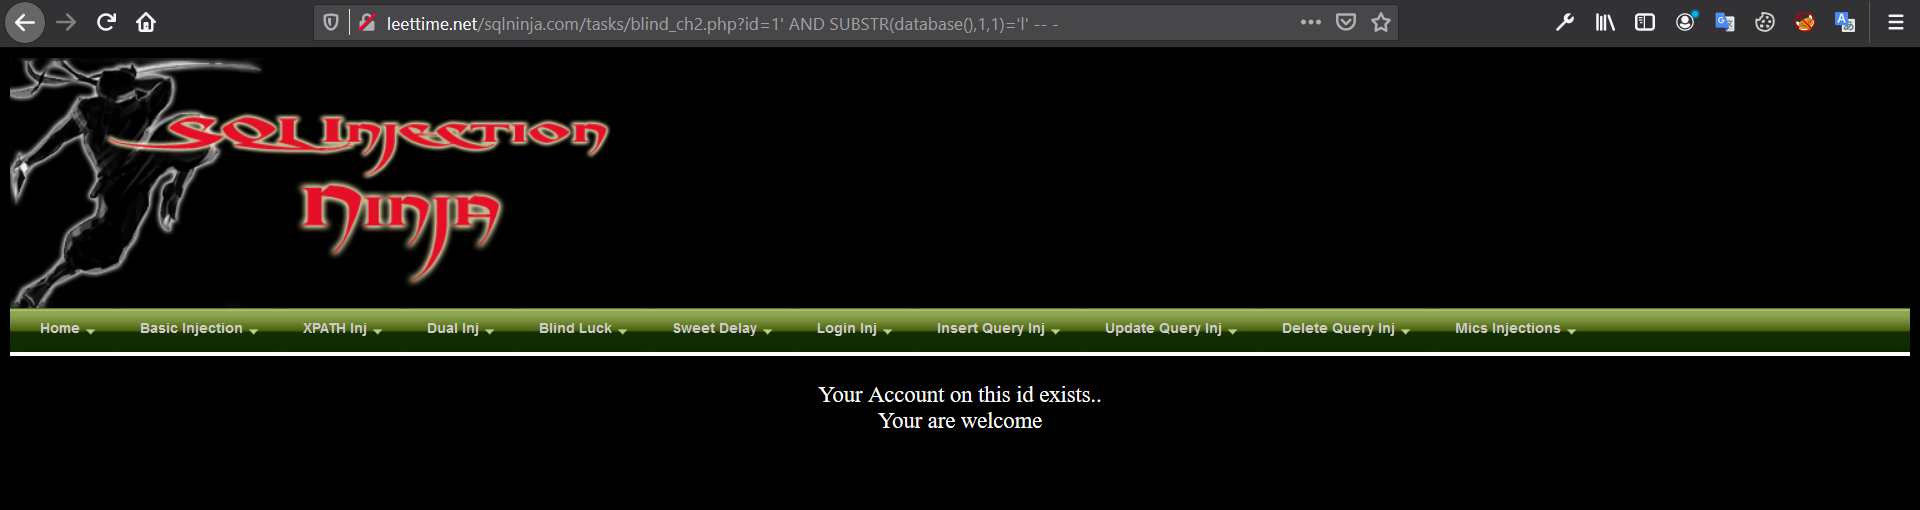 leettime.net/sqlninja.com/tasks/blind_ch2.php?id=1' AND SUBSTR(database(),1,1)='l' -- -
SQL Injection
Ninja
Home Basic Injection XPATH Inj Dual Inj Blind Luck Sweet Delay Login Inj Insert Query Inj Update Query Inj Delete Query Inj Mics Injections
Your Account on this id exists..
Your are welcome